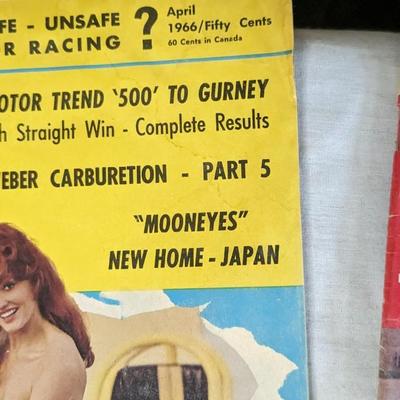 FE - UNSAFE
R RACING ?
April
1966/Fifty Cents
60 Cents in Canada
OTOR TREND '500' TO GURNEY
h Straight Win - Complete Results
EBER CARBURETION - PART 5
"MOONEYES"
NEW HOME - JAPAN